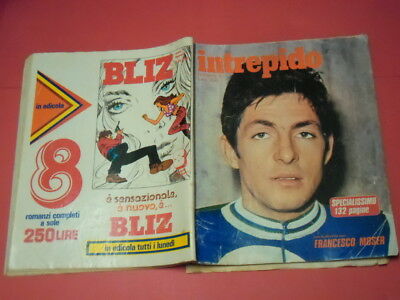 in edicola
8
romanzi completi
a sole
250 LIRE
BLIZ
è sensazionale,
è nuovo, è...
BLIZ
in edicola tutti i lunedì
intrepido
SPECIALISSIMO
132 pagine
FRANCESCO MOSER